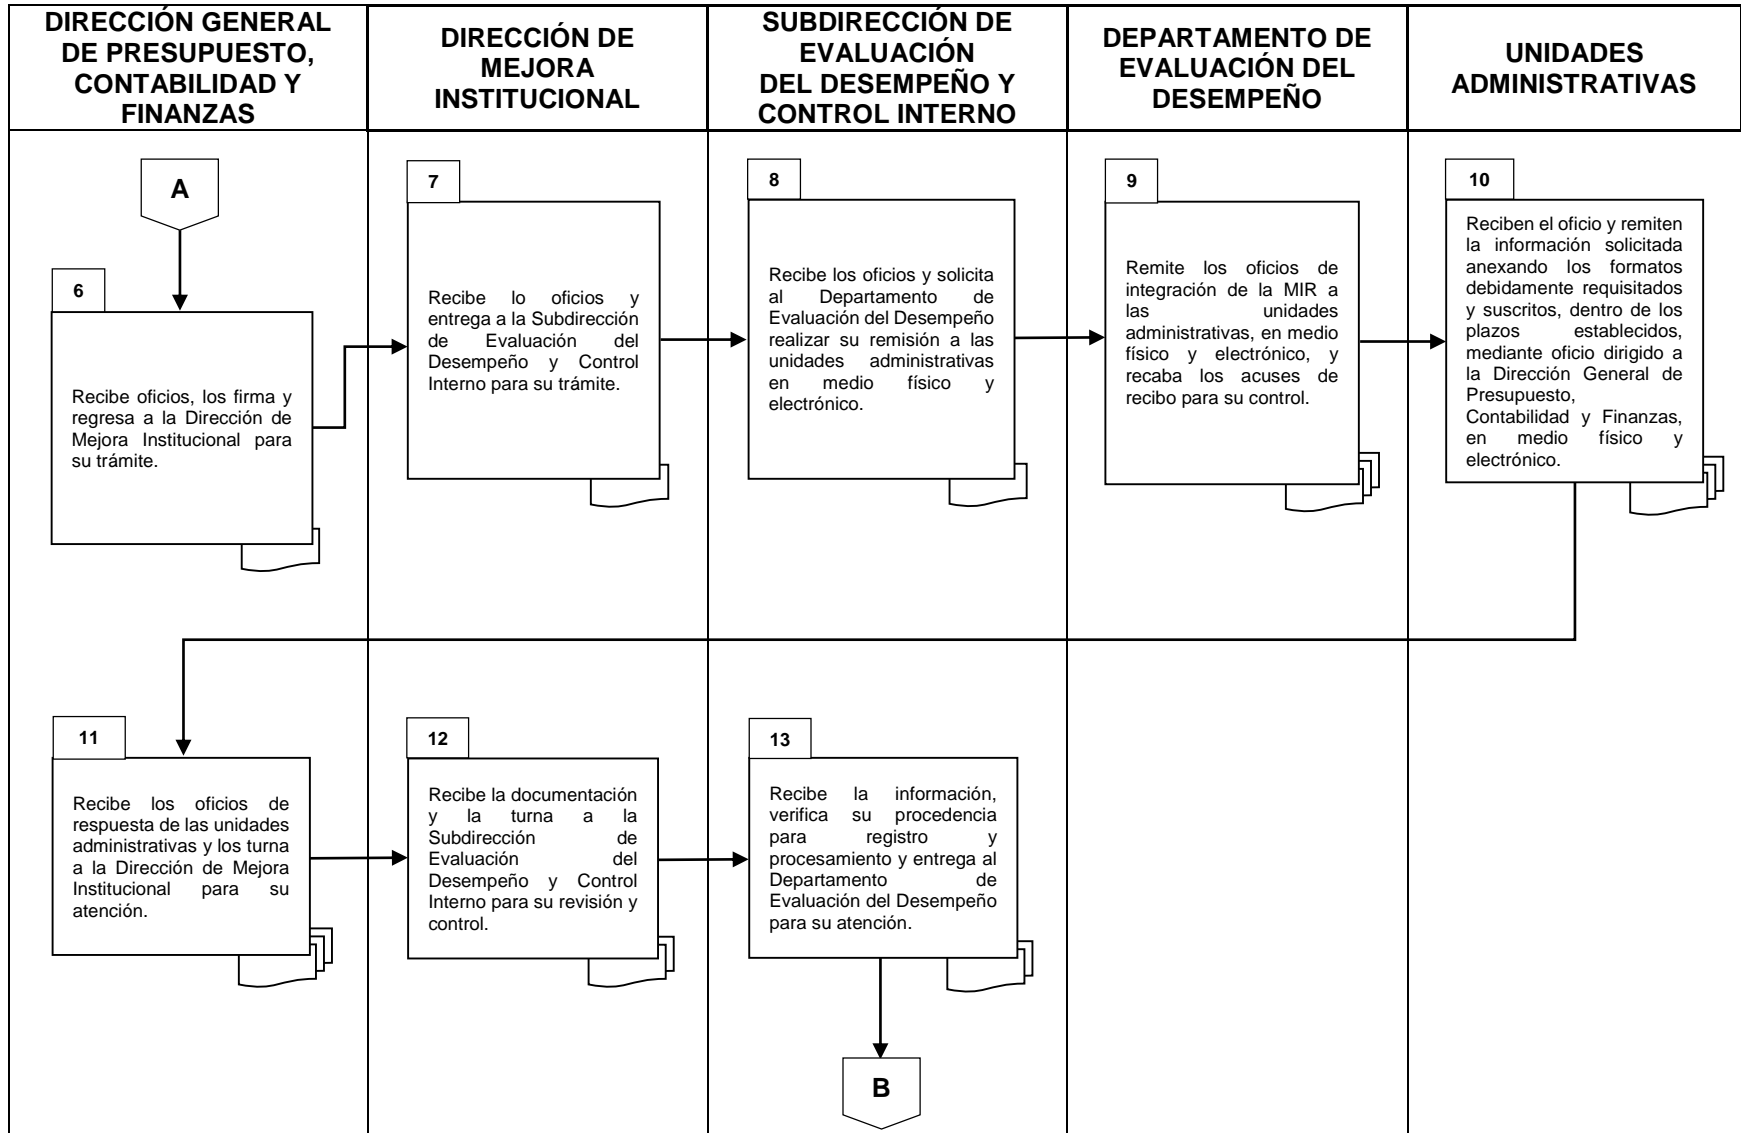 DIRECCIÓN GENERAL
DE PRESUPUESTO,
CONTABILIDAD Y
FINANZAS
DIRECCIÓN DE
MEJORA
INSTITUCIONAL
SUBDIRECCIÓN DE
EVALUACIÓN
DEL DESEMPEÑO Y
CONTROL INTERNO
DEPARTAMENTO DE
EVALUACIÓN DEL
DESEMPEÑO
UNIDADES
ADMINISTRATIVAS
A
6
Recibe oficios, los firma y
regresa a la Dirección de
Mejora Institucional para
su trámite.
7
Recibe lo oficios y
entrega a la Subdirección
de Evaluación del
Desempeño y Control
Interno para su trámite.
8
Recibe los oficios y solicita
al Departamento de
Evaluación del Desempeño
realizar su remisión a las
unidades administrativas
en medio físico y
electrónico.
9
Remite los oficios de
integración de la MIR a
las unidades
administrativas, en medio
físico y electrónico, y
recaba los acuses de
recibo para su control.
10
Reciben el oficio y remiten
la información solicitada
anexando los formatos
debidamente requisitados
y suscritos, dentro de los
plazos establecidos,
mediante oficio dirigido a
la Dirección General de
Presupuesto,
Contabilidad y Finanzas,
en medio físico y
electrónico.
11
Recibe los oficios de
respuesta de las unidades
administrativas y los turna
a la Dirección de Mejora
Institucional para su
atención.
12
Recibe la documentación
y la turna a la
Subdirección de
Evaluación del
Desempeño y Control
Interno para su revisión y
control.
13
Recibe la información,
verifica su procedencia
para registro y
procesamiento y entrega al
Departamento de
Evaluación del Desempeño
para su atención.
B